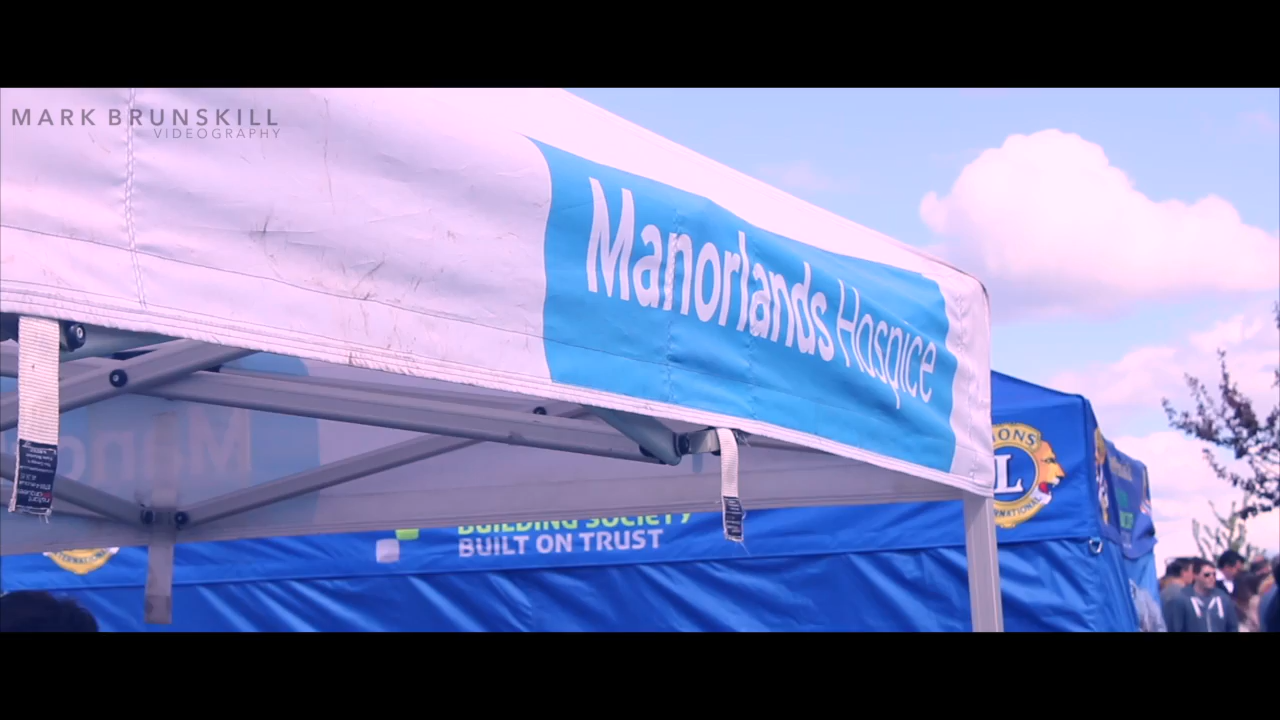 MARK BRUNSKILL
VIDEOGRAPHY
Manorlands Hospice
BUILDING SOCIETY
BUILT ON TRUST
L
M